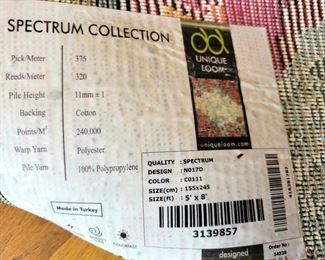 SPECTRUM COLLECTION
Pick/Meter 375
Reeds/Meter 320
Pile Height 11mm ± 1
Backing Cotton
Points/M² 240.000
Warp Yarn Polyester
Pile Yarn 100% Polypropylene
Made in Turkey
UNIQUE
LOOM
uniqueloom.com
QUALITY : SPECTRUM
DESIGN : N017D
COLOR : C0111
SIZE(cm) : 155x245
SIZE(ft) : 5' x 8'
3139857
designed
Order No :